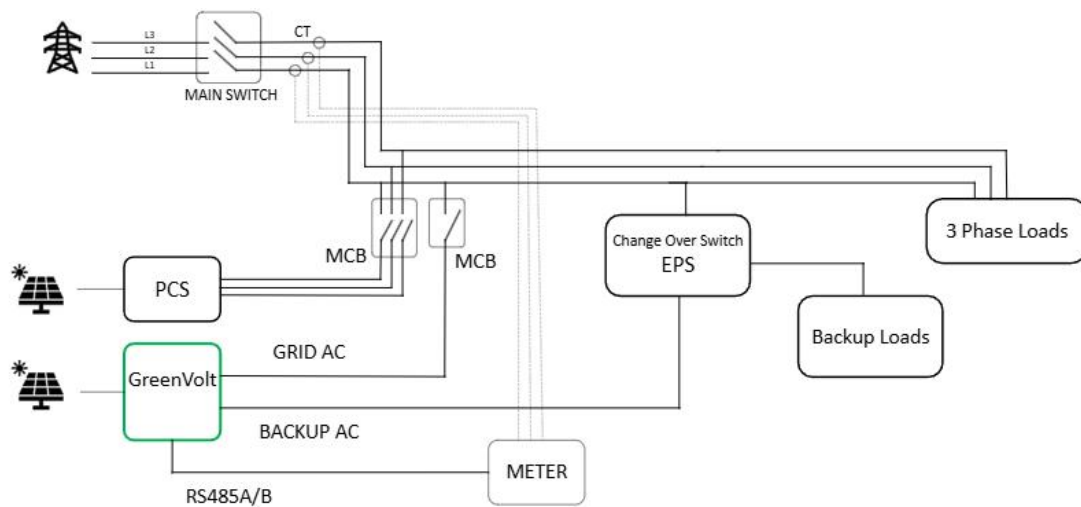 L3
CT
L2
L1
MAIN SWITCH
3 Phase Loads
Change Over Switch
EPS
MCB
MCB
PCS
Backup Loads
GRID AC
GreenVolt
BACKUP AC
METER
RS485A/B